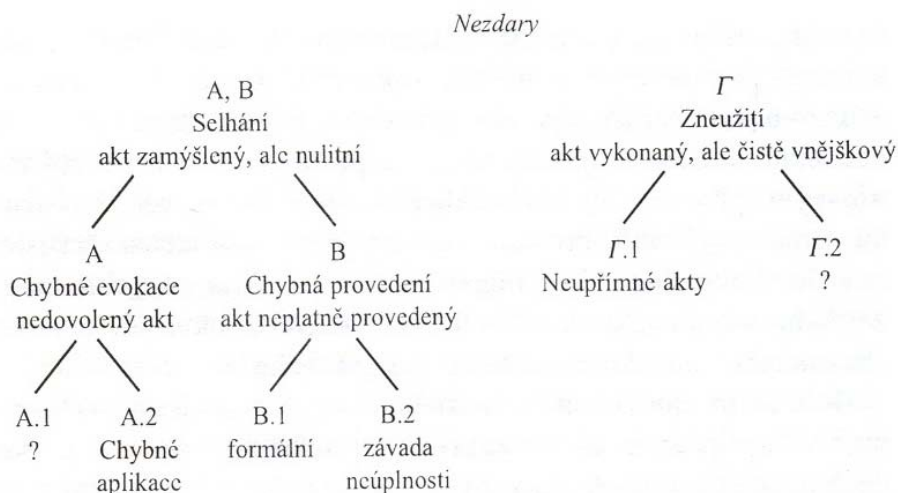 Nezdary
A, B
Selhání
akt zamýšlený, ale nulitní
Γ
Zneužití
akt vykonaný, ale čistě vnějškový
A
Chybné evokace
nedovolený akt
B
Chybná provedení
akt neplatně provedený
Γ.1
Neupřímné akty
Γ.2
?
A.1
?
A.2
Chybné
aplikace
B.1
formální
B.2
závada
neúplnosti